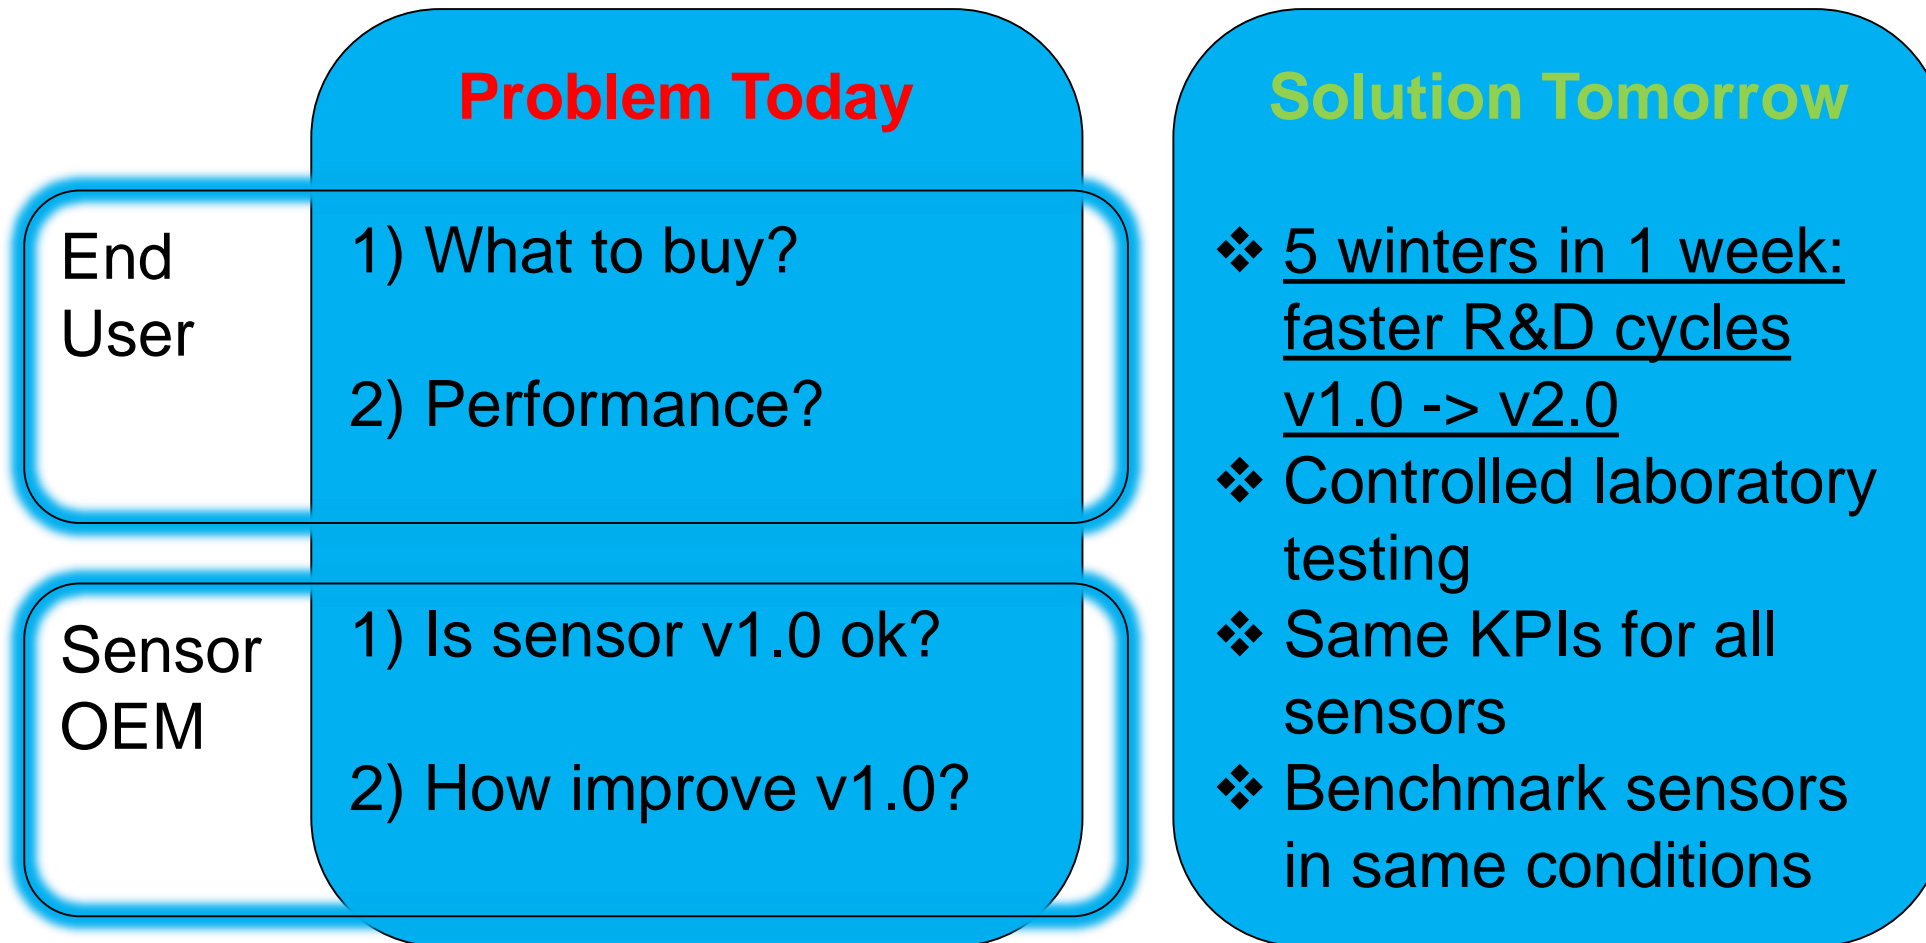 Problem Today
End
User
1) What to buy?
2) Performance?
Sensor
OEM
1) Is sensor v1.0 ok?
2) How improve v1.0?
Solution Tomorrow
❖ 5 winters in 1 week:
faster R&D cycles
v1.0 -> v2.0
❖ Controlled laboratory
testing
❖ Same KPIs for all
sensors
❖ Benchmark sensors
in same conditions